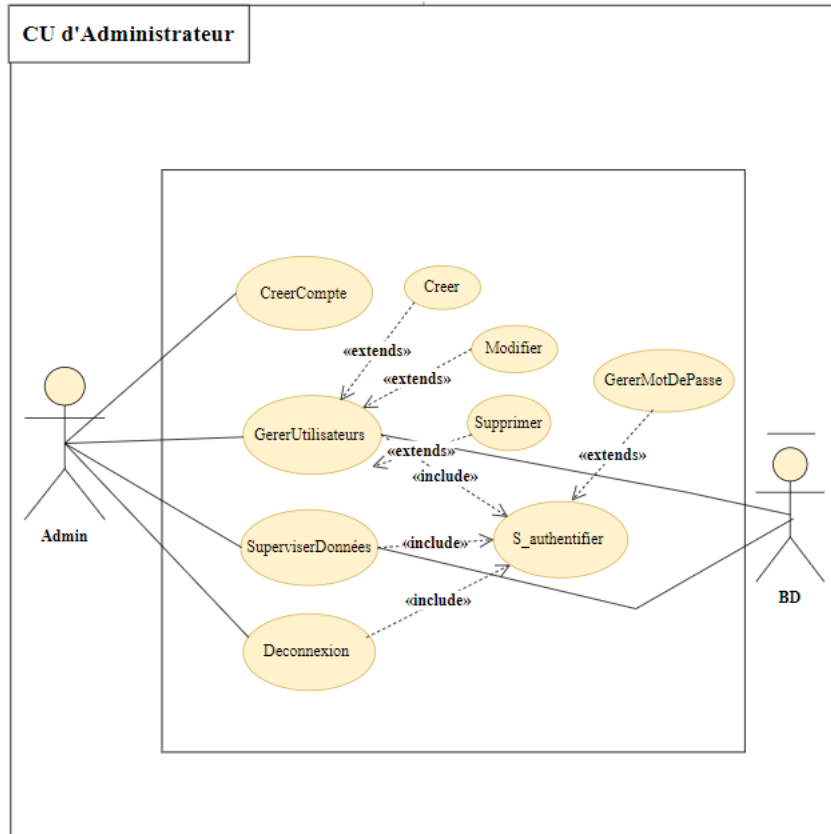 CU d'Administrateur
CreerCompte
Creer
«extends»
Modifier
«extends»
GererMotDePasse
GererUtilisateurs
Supprimer
«extends»
«extends»
«include»
Admin
SuperviserDonnées
«include»
S_authentifier
BD
«include»
Deconnexion